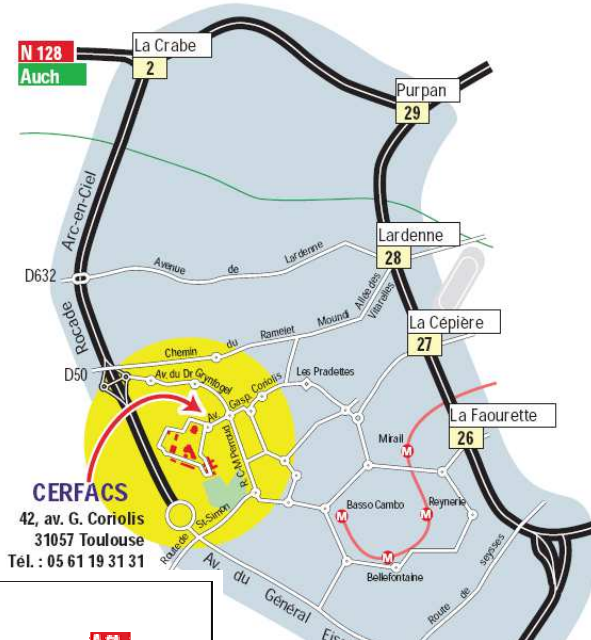 La Crabe
2
N 128
Auch
Purpan
29
Arc-en-Ciel
Rocade
Lardenne
28
D632
Avenue de Lardenne
Allée des
Vitarelles
La Cépière
27
Chemin du Ramelet Moundi
D50
Av. du Dr Grynfogel
Av. Gasp. Coriolis
Les Pradettes
La Faourette
26
Mirail
M
R.C-M Perroud
CERFACS
42, av. G. Coriolis
31057 Toulouse
Tél. : 05 61 19 31 31
Basso Cambo
M
Reynerie
M
M
Bellefontaine
Route de St-Simon
Av. du Général
Route de seysses